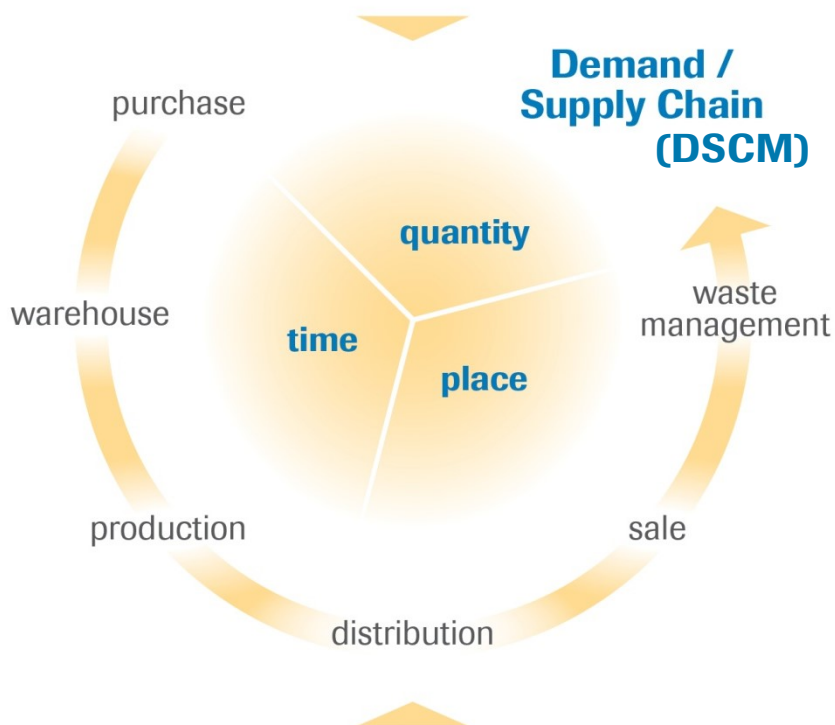 Demand /
Supply Chain
(DSCM)
purchase
quantity
warehouse
time
place
waste
management
production
sale
distribution